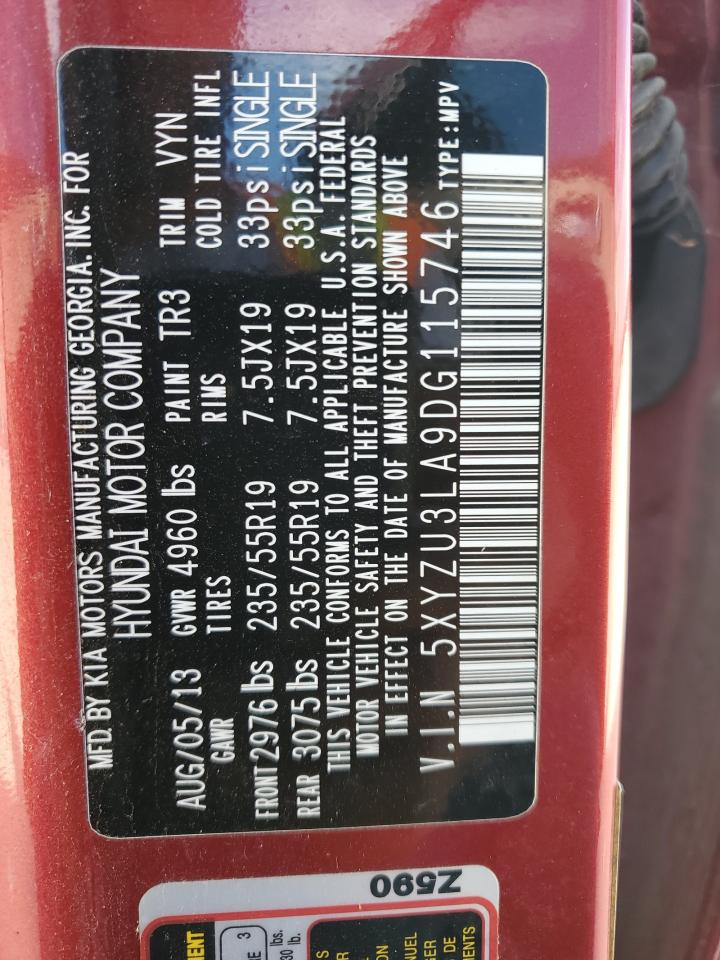 MFD. BY KIA MOTORS MANUFACTURING GEORGIA. INC. FOR
HYUNDAI MOTOR COMPANY
AUG/05/13 GVWR 4960 lbs PAINT TR3 TRIM VYN
GAWR TIRES RIMS COLD TIRE INFL
FRONT 2976 lbs 235/55R19 7.5JX19 33psi SINGLE
REAR 3075 lbs 235/55R19 7.5JX19 33psi SINGLE
THIS VEHICLE CONFORMS TO ALL APPLICABLE U.S.A. FEDERAL
MOTOR VEHICLE SAFETY AND THEFT PREVENTION STANDARDS
IN EFFECT ON THE DATE OF MANUFACTURE SHOWN ABOVE
V.I.N 5XYZU3LA9DG115746 TYPE:MPV
Z590